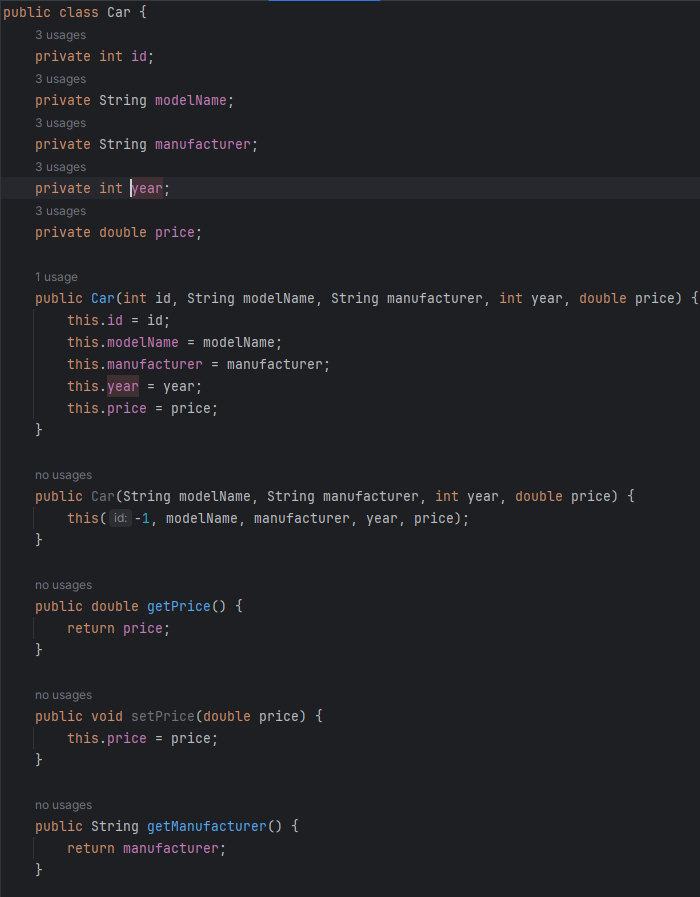 public class Car {
3 usages
private int id;
3 usages
private String modelName;
3 usages
private String manufacturer;
3 usages
private int year;
3 usages
private double price;
1 usage
public Car(int id, String modelName, String manufacturer, int year, double price) {
this.id = id;
this.modelName = modelName;
this.manufacturer = manufacturer;
this.year = year;
this.price = price;
}
no usages
public Car(String modelName, String manufacturer, int year, double price) {
this( id: -1, modelName, manufacturer, year, price);
}
no usages
public double getPrice() {
return price;
}
no usages
public void setPrice(double price) {
this.price = price;
}
no usages
public String getManufacturer() {
return manufacturer;
}